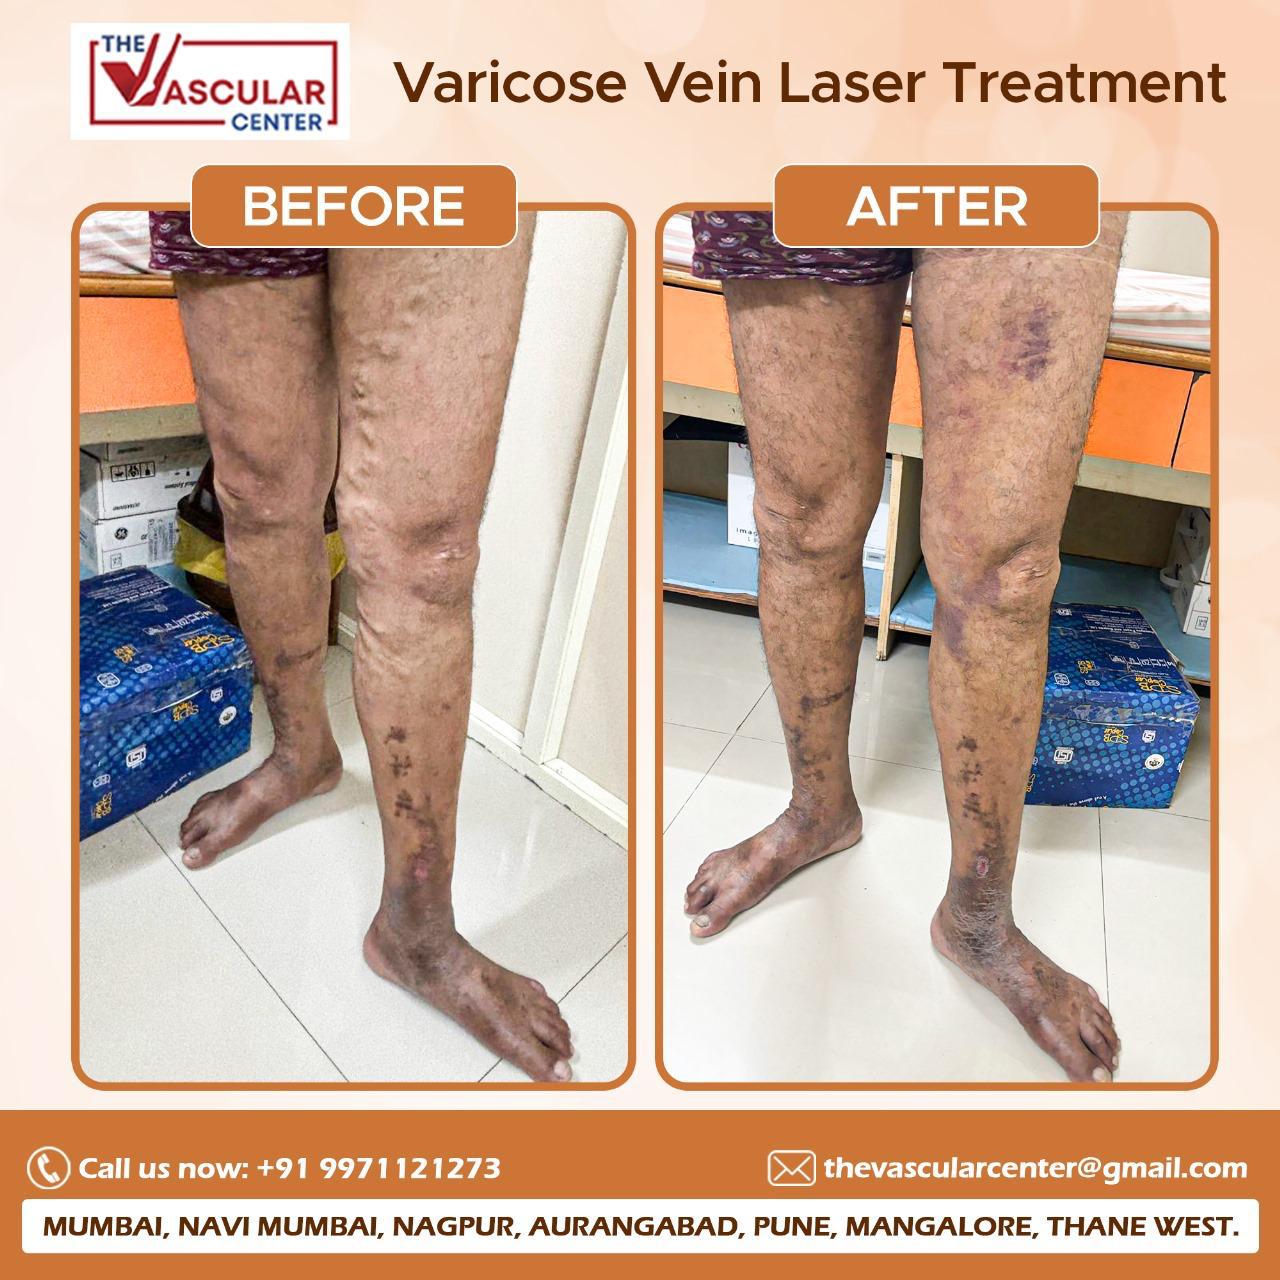 THE
VASCULAR
CENTER
Varicose Vein Laser Treatment
BEFORE
AFTER
Call us now: +91 9971121273
thevascularcenter@gmail.com
MUMBAI, NAVI MUMBAI, NAGPUR, AURANGABAD, PUNE, MANGALORE, THANE WEST.